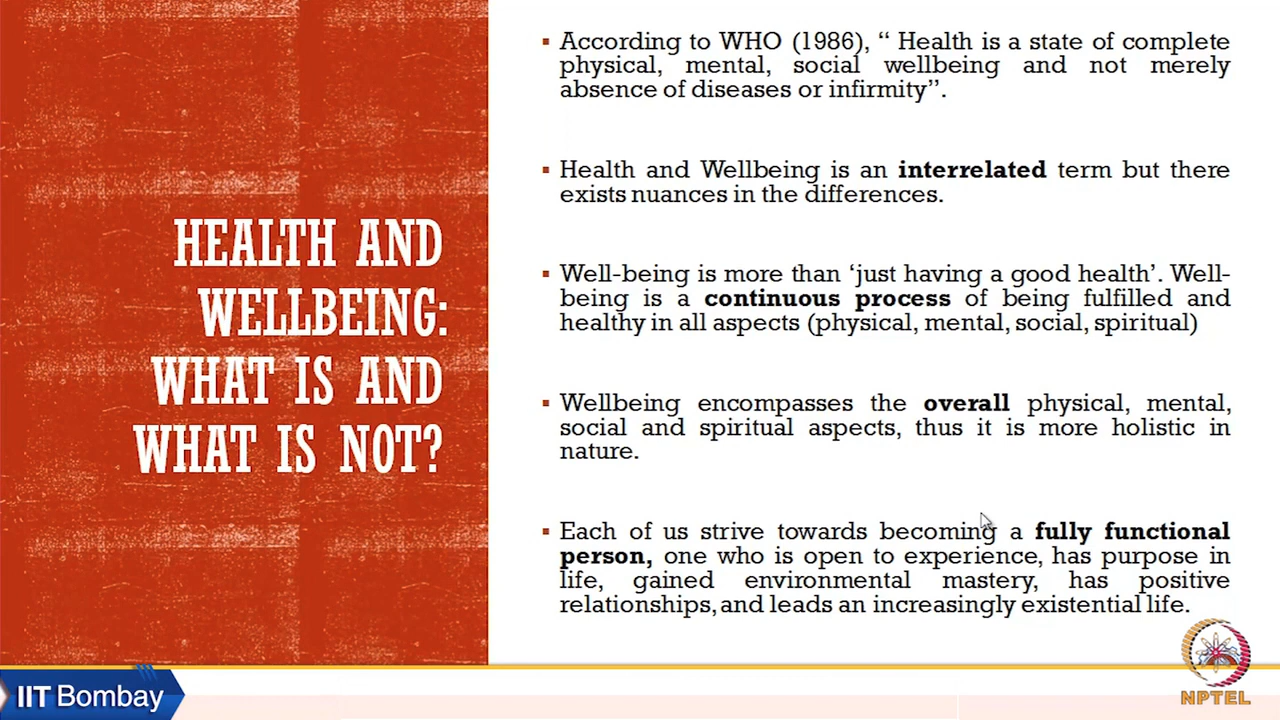 HEALTH AND
WELLBEING:
WHAT IS AND
WHAT IS NOT?
▪ According to WHO (1986), “ Health is a state of complete
physical, mental, social wellbeing and not merely
absence of diseases or infirmity”.
▪ Health and Wellbeing is an interrelated term but there
exists nuances in the differences.
▪ Well-being is more than ‘just having a good health’. Well-
being is a continuous process of being fulfilled and
healthy in all aspects (physical, mental, social, spiritual)
▪ Wellbeing encompasses the overall physical, mental,
social and spiritual aspects, thus it is more holistic in
nature.
▪ Each of us strive towards becoming a fully functional
person, one who is open to experience, has purpose in
life, gained environmental mastery, has positive
relationships, and leads an increasingly existential life.
IIT Bombay
NPTEL